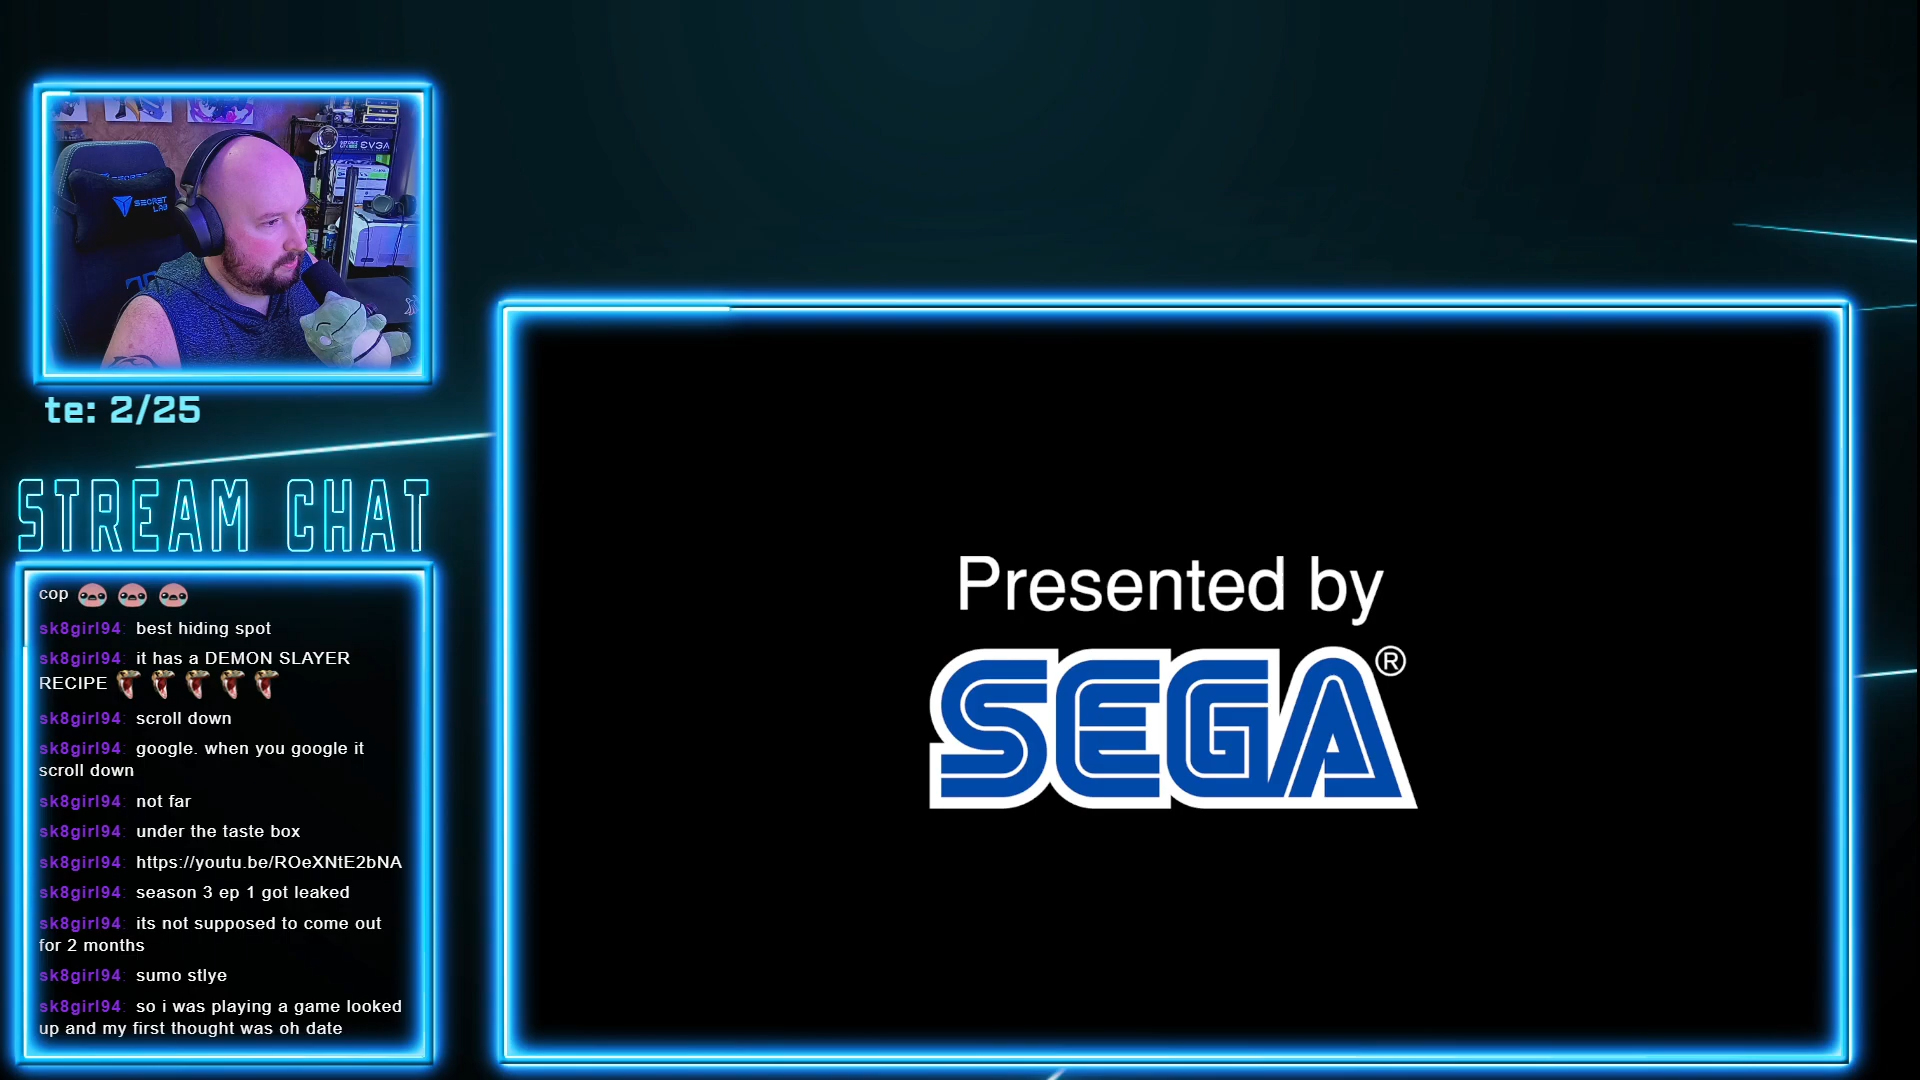 EVGA
SECRET
LAB
te: 2/25
STREAM CHAT
cop
sk8girl94: best hiding spot
sk8girl94: it has a DEMON SLAYER
RECIPE
sk8girl94: scroll down
sk8girl94: google. when you google it
scroll down
sk8girl94: not far
sk8girl94: under the taste box
sk8girl94: https://youtu.be/ROeXNtE2bNA
sk8girl94: season 3 ep 1 got leaked
sk8girl94: its not supposed to come out
for 2 months
sk8girl94: sumo stlye
sk8girl94: so i was playing a game looked
up and my first thought was oh date
Presented by
SEGA®